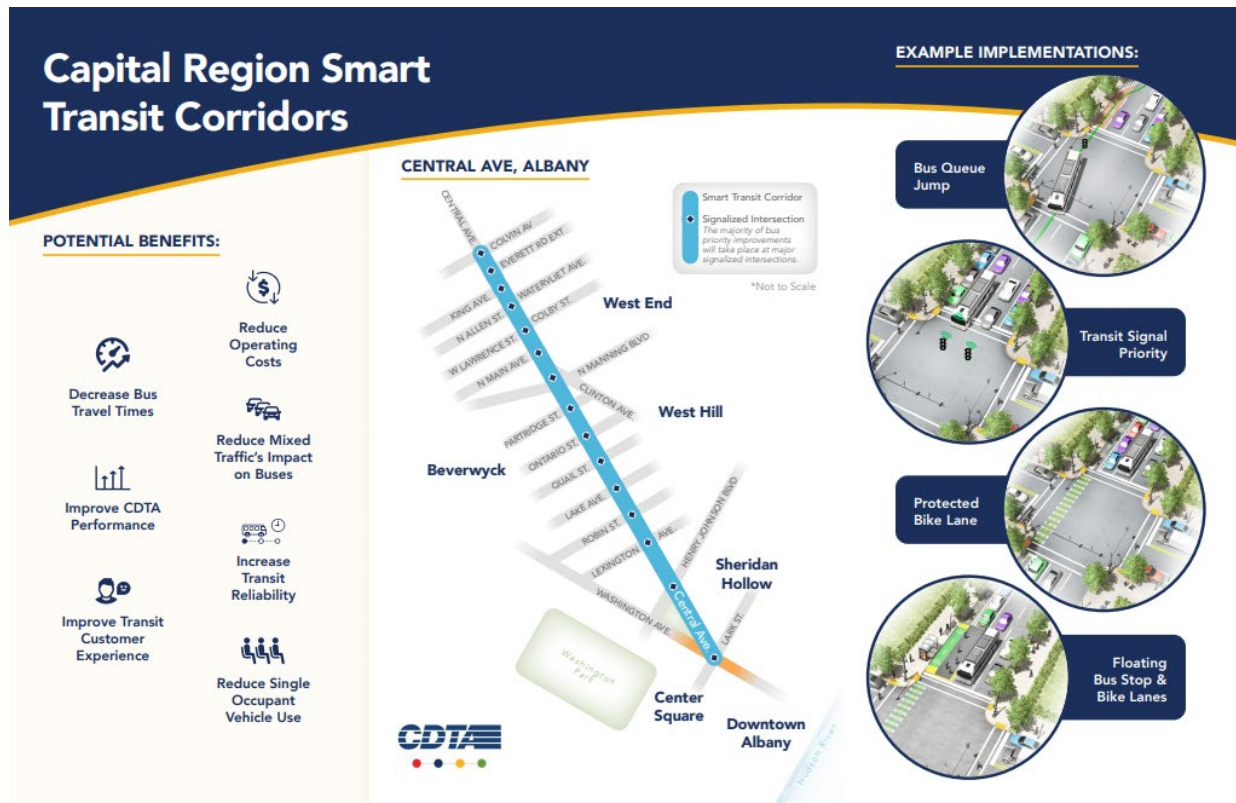 Capital Region Smart
Transit Corridors
POTENTIAL BENEFITS:
Reduce
Operating
Costs
Decrease Bus
Travel Times
Reduce Mixed
Traffic's Impact
on Buses
Improve CDTA
Performance
Increase
Transit
Reliability
Improve Transit
Customer
Experience
Reduce Single
Occupant
Vehicle Use
CENTRAL AVE, ALBANY
Smart Transit Corridor
Signalized Intersection
The majority of bus
priority improvements
will take place at major
signalized intersections.
*Not to Scale
CENTRAL AVE.
COLVIN AV
EVERETT RD EXT
WATERVLIET AVE.
KING AVE.
COLBY ST.
N ALLEN ST.
West End
W LAWRENCE ST.
N MAIN AVE.
N MANNING BLVD
CLINTON AVE.
West Hill
PARTRIDGE ST.
ONTARIO ST.
Beverwyck
QUAIL ST.
LAKE AVE.
ROBIN ST.
LEXINGTON AVE.
HENRY JOHNSON BLVD
Sheridan
Hollow
WASHINGTON AVE.
Central Ave.
LARK ST.
Washington
Park
Center
Square
Downtown
Albany
Hudson River
CDTA
EXAMPLE IMPLEMENTATIONS:
Bus Queue
Jump
Transit Signal
Priority
Protected
Bike Lane
Floating
Bus Stop &
Bike Lanes